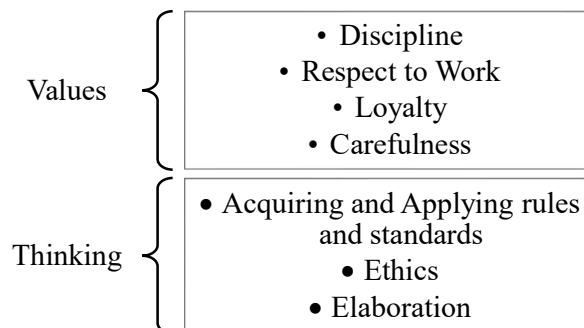 Values
• Discipline
• Respect to Work
• Loyalty
• Carefulness
Thinking
• Acquiring and Applying rules
and standards
• Ethics
• Elaboration